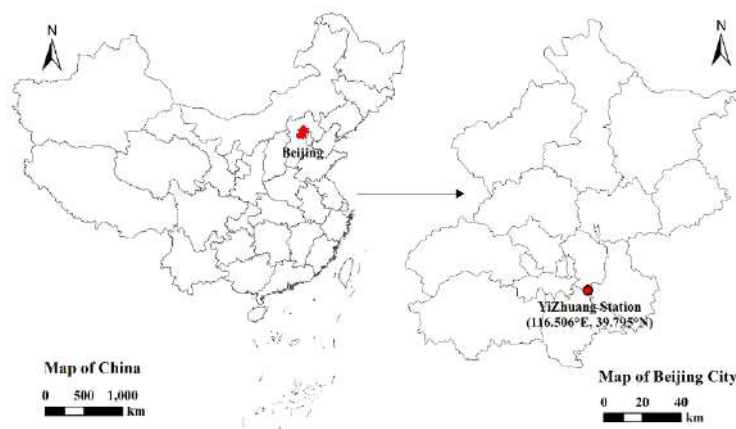 N
N
Beijing
YiZhuang Station
(116.506°E, 39.795°N)
Map of China
0 500 1,000
km
Map of Beijing City
0 20 40
km